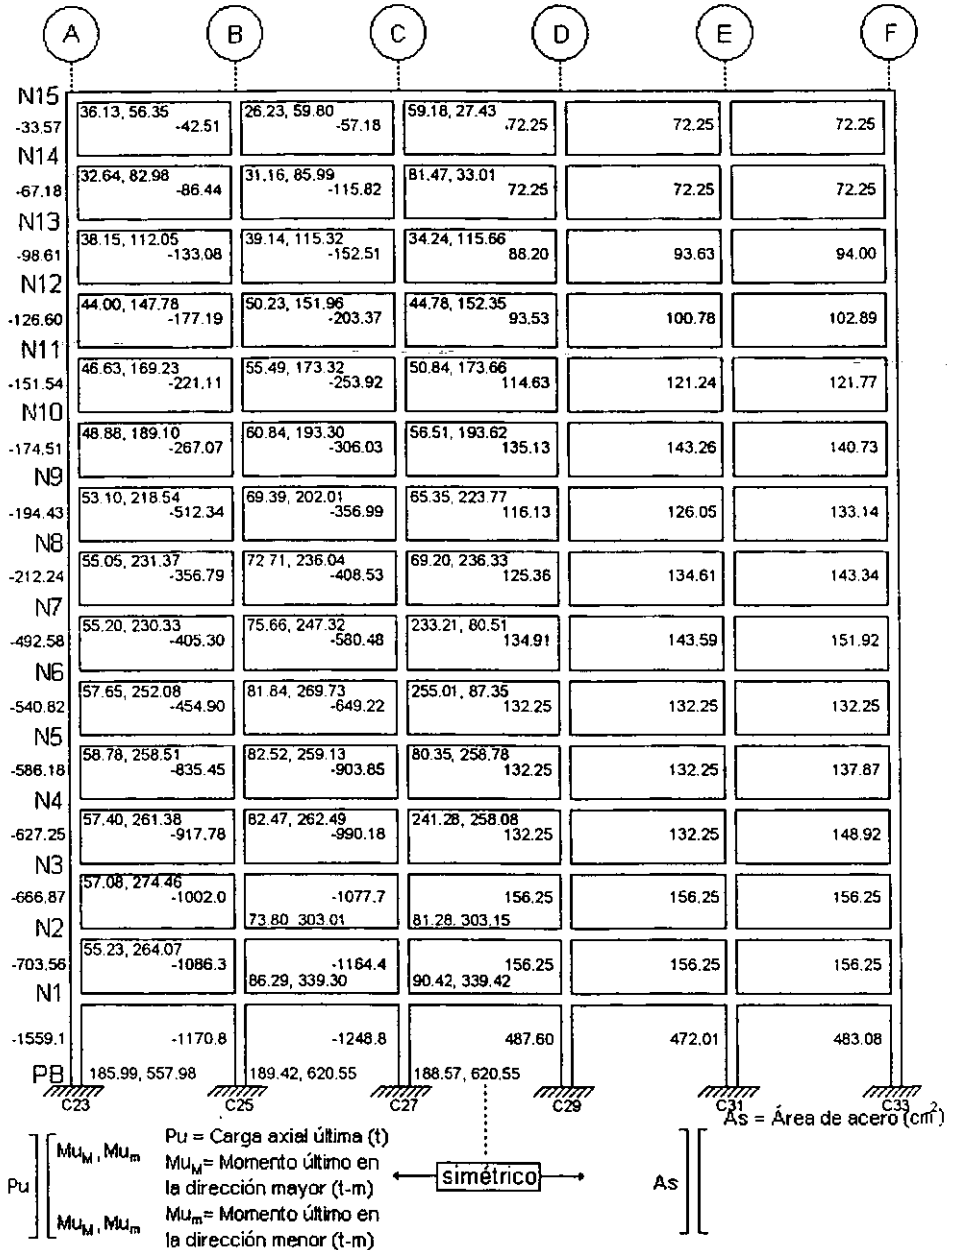 A B C D E F
N15
36.13, 56.35 26.23, 59.80 59.18, 27.43
-33.57 -42.51 -57.18 72.25 72.25 72.25
N14
32.64, 82.98 31.16, 85.99 81.47, 33.01
-67.18 -86.44 -115.82 72.25 72.25 72.25
N13
38.15, 112.05 39.14, 115.32 34.24, 115.66
-98.61 -133.08 -152.51 88.20 93.63 94.00
N12
44.00, 147.78 50.23, 151.96 44.78, 152.35
-126.60 -177.19 -203.37 93.53 100.78 102.89
N11
46.63, 169.23 55.49, 173.32 50.84, 173.66
-151.54 -221.11 -253.92 114.63 121.24 121.77
N10
48.88, 189.10 60.84, 193.30 56.51, 193.62
-174.51 -267.07 -306.03 135.13 143.26 140.73
N9
53.10, 218.54 69.39, 202.01 65.35, 223.77
-194.43 -512.34 -356.99 116.13 126.05 133.14
N8
55.05, 231.37 72.71, 236.04 69.20, 236.33
-212.24 -356.79 -408.53 125.36 134.61 143.34
N7
55.20, 230.33 75.66, 247.32 233.21, 80.51
-492.58 -405.30 -580.48 134.91 143.59 151.92
N6
57.65, 252.08 81.84, 269.73 255.01, 87.35
-540.82 -454.90 -649.22 132.25 132.25 132.25
N5
58.78, 258.51 82.52, 259.13 80.35, 258.78
-586.18 -835.45 -903.85 132.25 132.25 137.87
N4
57.40, 261.38 82.47, 262.49 241.28, 258.08
-627.25 -917.78 -990.18 132.25 132.25 148.92
N3
57.08, 274.46
-666.87 -1002.0 -1077.7 156.25 156.25 156.25
N2 73.80, 303.01 81.28, 303.15
55.23, 264.07
-703.56 -1086.3 -1164.4 156.25 156.25 156.25
N1 86.29, 339.30 90.42, 339.42
-1559.1 -1170.8 -1248.8 487.60 472.01 483.08
PB 185.99, 557.98 189.42, 620.55 188.57, 620.55
C23 C25 C27 C29 C31 C33
As = Área de acero (cm²)
Pu = Carga axial última (t)
Mu_M, Mu_m
Mu_M= Momento último en
la dirección mayor (t-m)
Pu
simétrico
As
Mu_m= Momento último en
Mu_M, Mu_m
la dirección menor (t-m)